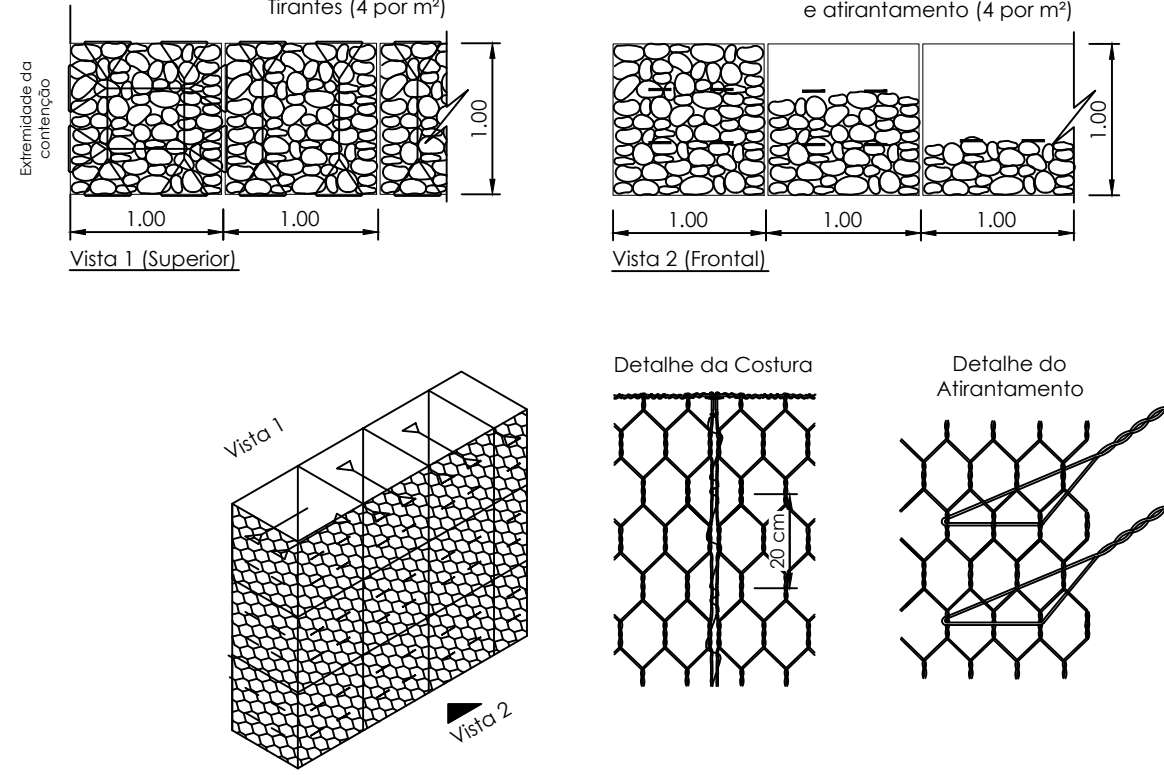 Tirantes (4 por m²)
e atirantamento (4 por m²)
Extremidade da
contenção
1.00
1.00
1.00
1.00
1.00
1.00
1.00
Vista 1 (Superior)
Vista 2 (Frontal)
Detalhe da Costura
Detalhe do
Atirantamento
Vista 1
20 cm
Vista 2